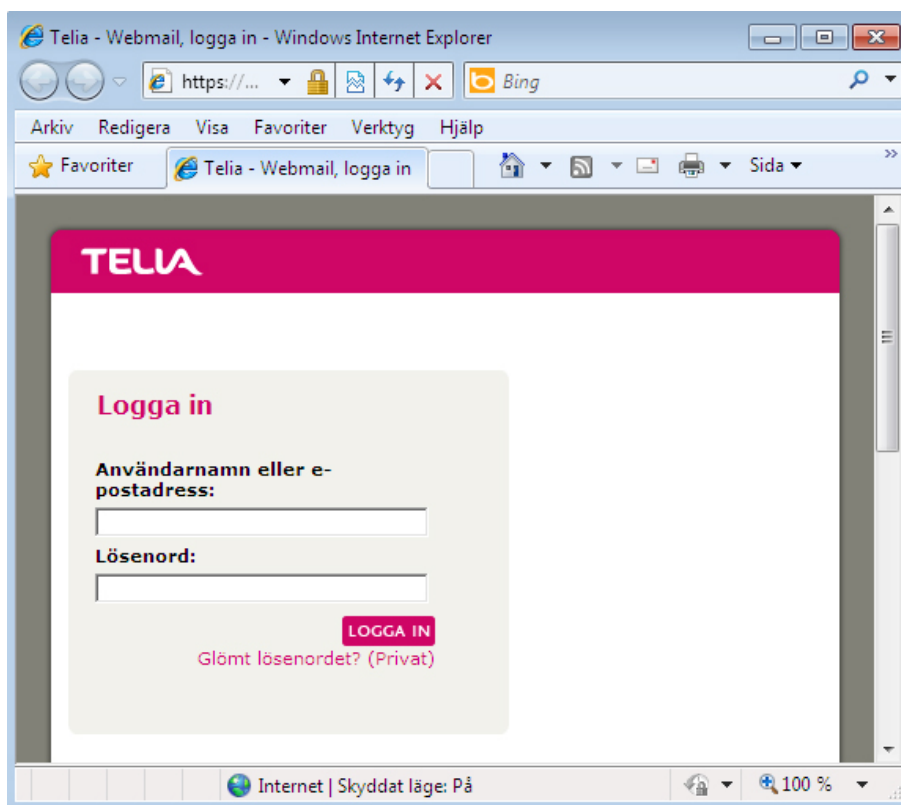 Telia - Webmail, logga in - Windows Internet Explorer
https://... Bing
Arkiv Redigera Visa Favoriter Verktyg Hjälp
Favoriter Telia - Webmail, logga in Sida
TELIA
Logga in
Användarnamn eller e-
postadress:
Lösenord:
LOGGA IN
Glömt lösenordet? (Privat)
Internet | Skyddat läge: På 100 %